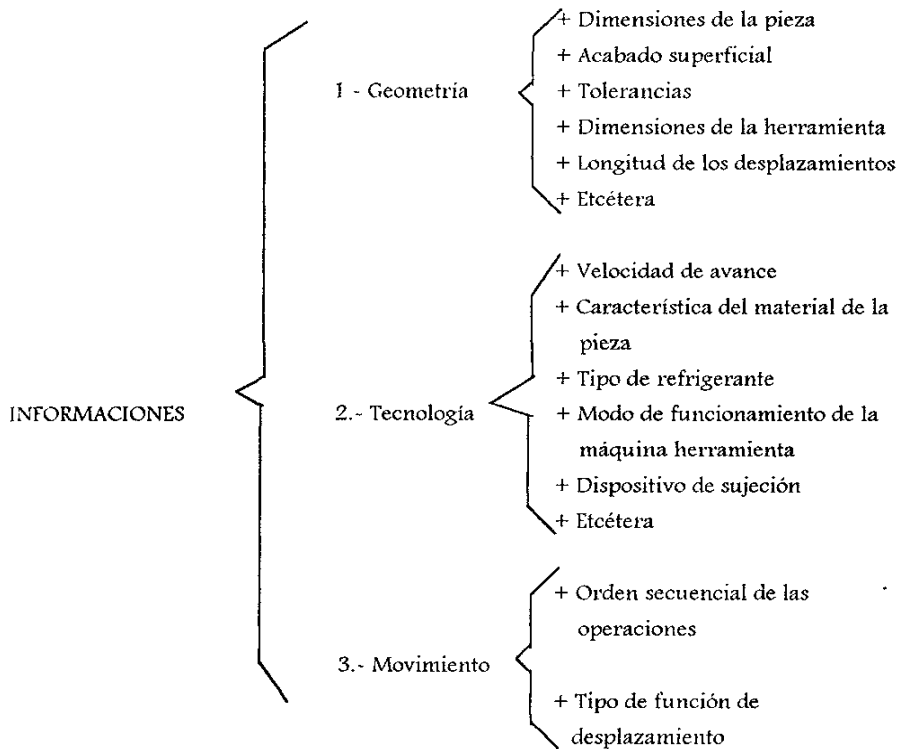 INFORMACIONES
1 - Geometría
+ Dimensiones de la pieza
+ Acabado superficial
+ Tolerancias
+ Dimensiones de la herramienta
+ Longitud de los desplazamientos
+ Etcétera
2.- Tecnología
+ Velocidad de avance
+ Característica del material de la
pieza
+ Tipo de refrigerante
+ Modo de funcionamiento de la
máquina herramienta
+ Dispositivo de sujeción
+ Etcétera
3.- Movimiento
+ Orden secuencial de las
operaciones
+ Tipo de función de
desplazamiento